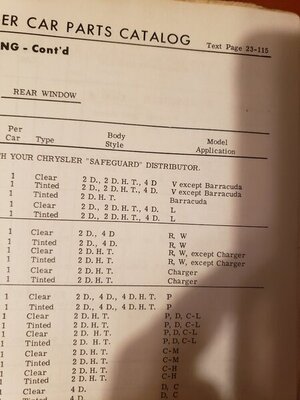 ER CAR PARTS CATALOG
Text Page 23-115
NG - Cont'd
REAR WINDOW
Per Car Type Body Style Model Application
TH YOUR CHRYSLER "SAFEGUARD" DISTRIBUTOR.
1 Clear 2 D., 2 D. H. T., 4 D V except Barracuda
1 Tinted 2 D., 2 D. H. T., 4 D. V except Barracuda
1 Tinted 2 D. H. T. Barracuda
1 Clear 2 D., 2 D. H. T., 4 D. L
1 Tinted 2 D., 2 D. H. T., 4 D. L
1 Clear 2 D., 4 D R, W
1 Tinted 2 D., 4 D. R, W
1 Clear 2 D. H. T. R, W, except Charger
1 Tinted 2 D. H. T. R, W, except Charger
1 Clear 2 D. H. T. Charger
1 Tinted 2 D. H. T. Charger
1 Clear 2 D., 4 D., 4 D. H. T. P
1 Tinted 2 D., 4 D., 4 D. H. T. P
1 Clear 2 D. H. T. P, D, C-L
1 Tinted 2 D. H. T. P, D, C-L
1 Clear 2 D. H. T. P, D, C-L
1 Tinted 2 D. H. T. P, D, C-L
1 Clear 2 D. H. T. C-M
1 Tinted 2 D. H. T. C-M
1 Clear 2 D. H. T. C-H
1 Tinted 2 D. H. T. C-H
1 Clear 4 D. D, C
1 Tinted 4 D. D, C